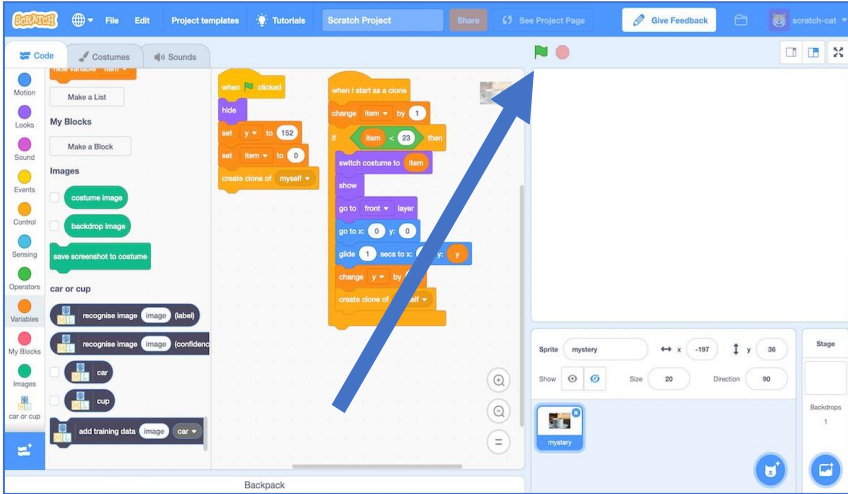 SCRATCH File Edit Project templates Tutorials Scratch Project Share See Project Page Give Feedback scratch-cat
Code Costumes Sounds
Motion
Looks
Sound
Events
Control
Sensing
Operators
Variables
My Blocks
Images
car or cup
Make a List
My Blocks
Make a Block
Images
costume image
backdrop image
save screenshot to costume
car or cup
recognise image image (label)
recognise image image (confidenc
car
cup
add training data image car
when clicked
hide
set y to 152
set item to 0
create clone of myself
when I start as a clone
change item by 1
if item < 23 then
switch costume to item
show
go to front layer
go to x: 0 y: 0
glide 1 secs to x: y: y
change y by
create clone of
Backpack
Sprite mystery x -197 y 36
Show Size 20 Direction 90
mystery
Stage
Backdrops
1